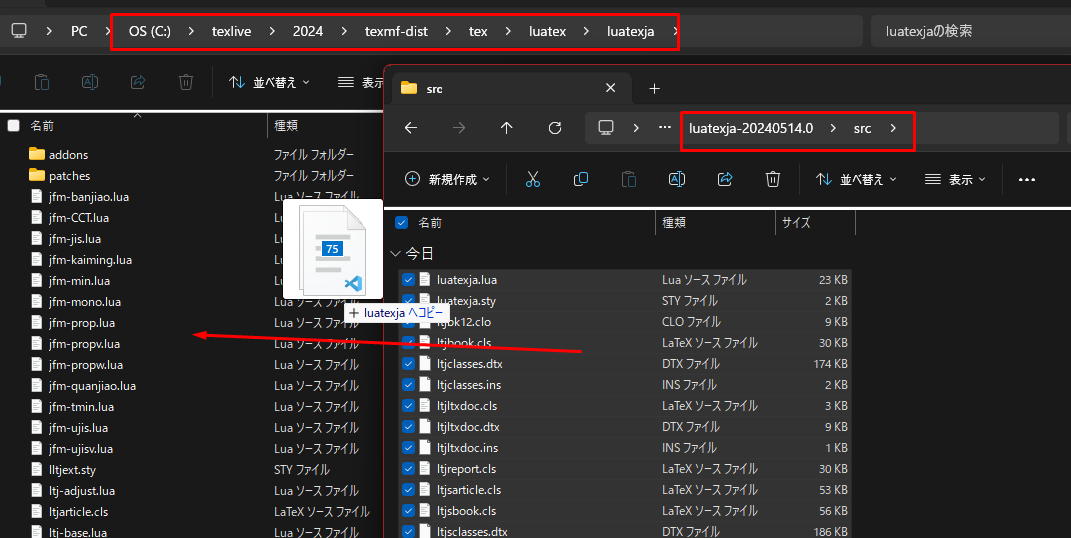 PC
OS (C:)
texlive
2024
texmf-dist
tex
luatex
luatexja
luatexjaの検索
並べ替え
表示
名前
種類
addons ファイル フォルダー
patches ファイル フォルダー
jfm-banjiao.lua Lua ソース ファイル
jfm-CCT.lua Lua
jfm-jis.lua Lua
jfm-kaiming.lua Lua
jfm-min.lua Lua
jfm-mono.lua Lua ソース ファイル
jfm-prop.lua Lua ソース ファイル
jfm-propv.lua Lua ソース ファイル
jfm-propw.lua Lua ソース ファイル
jfm-quanjiao.lua Lua ソース ファイル
jfm-tmin.lua Lua ソース ファイル
jfm-ujis.lua Lua ソース ファイル
jfm-ujisv.lua Lua ソース ファイル
lltjext.sty STY ファイル
ltj-adjust.lua Lua ソース ファイル
ltjarticle.cls LaTeX ソース ファイル
ltj-base.lua Lua ソース ファイル
75
luatexja へコピー
src
luatexja-20240514.0
src
新規作成
並べ替え
表示
名前
種類
サイズ
今日
luatexja.lua Lua ソース ファイル 23 KB
luatexja.sty STY ファイル 2 KB
ltjbk12.clo CLO ファイル 9 KB
ltjbook.cls LaTeX ソース ファイル 30 KB
ltjclasses.dtx DTX ファイル 174 KB
ltjclasses.ins INS ファイル 2 KB
ltjltxdoc.cls LaTeX ソース ファイル 3 KB
ltjltxdoc.dtx DTX ファイル 9 KB
ltjltxdoc.ins INS ファイル 1 KB
ltjreport.cls LaTeX ソース ファイル 30 KB
ltjsarticle.cls LaTeX ソース ファイル 53 KB
ltjsbook.cls LaTeX ソース ファイル 56 KB
ltjsclasses.dtx DTX ファイル 186 KB